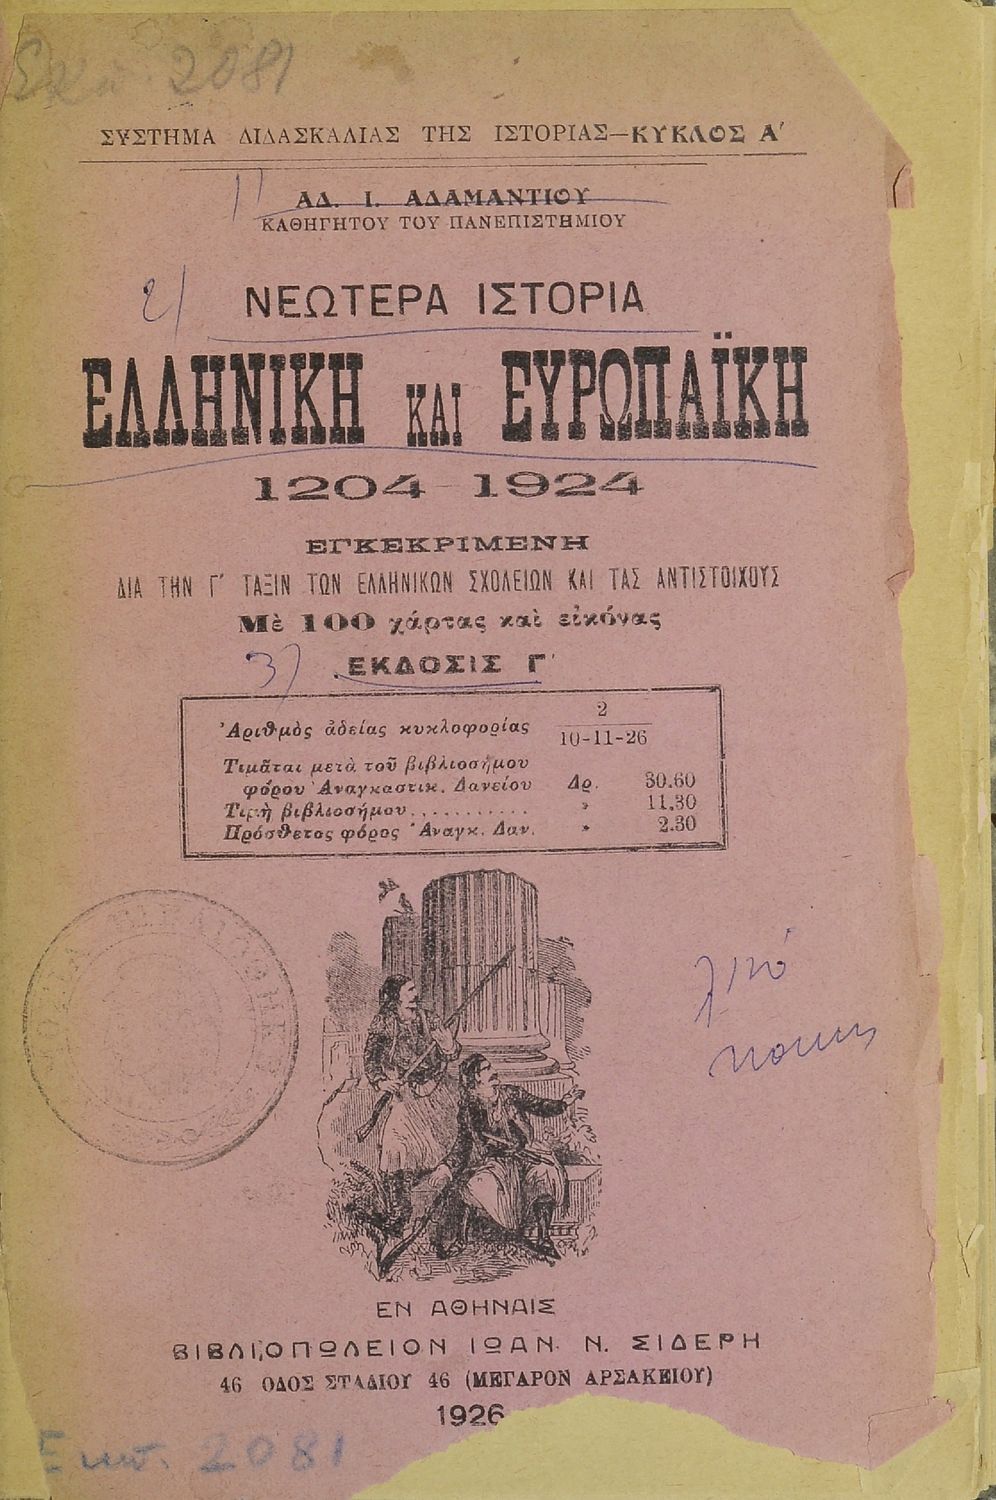 2081
ΣΥΣΤΗΜΑ ΔΙΔΑΣΚΑΛΙΑΣ ΤΗΣ ΙΣΤΟΡΙΑΣ—ΚΥΚΛΟΣ Α΄
1)
ΑΔ. Ι. ΑΔΑΜΑΝΤΙΟΥ
ΚΑΘΗΓΗΤΟΥ ΤΟΥ ΠΑΝΕΠΙΣΤΗΜΙΟΥ
2)
ΝΕΩΤΕΡΑ ΙΣΤΟΡΙΑ
ΕΛΛΗΝΙΚΗ ΚΑΙ ΕΥΡΩΠΑΪΚΗ
1204-1924
ΕΓΚΕΚΡΙΜΕΝΗ
ΔΙΑ ΤΗΝ Γ΄ ΤΑΞΙΝ ΤΩΝ ΕΛΛΗΝΙΚΩΝ ΣΧΟΛΕΙΩΝ ΚΑΙ ΤΑΣ ΑΝΤΙΣΤΟΙΧΟΥΣ
Μὲ 100 χάρτας καὶ εἰκόνας
3) ΕΚΔΟΣΙΣ Γ΄
Ἀριθμὸς ἀδείας κυκλοφορίας 2
10-11-26
Τιμᾶται μετὰ τοῦ βιβλιοσήμου
φόρου Ἀναγκαστικ. Δανείου Δρ. 30.60
Τιμὴ βιβλιοσήμου........... » 11.30
Πρόσθετος φόρος Ἀναγκ. Δαν. » 2.30
ΕΝ ΑΘΗΝΑΙΣ
ΒΙΒΛΙΟΠΩΛΕΙΟΝ ΙΩΑΝ. Ν. ΣΙΔΕΡΗ
46 ΟΔΟΣ ΣΤΑΔΙΟΥ 46 (ΜΕΓΑΡΟΝ ΑΡΣΑΚΕΙΟΥ)
1926
2081